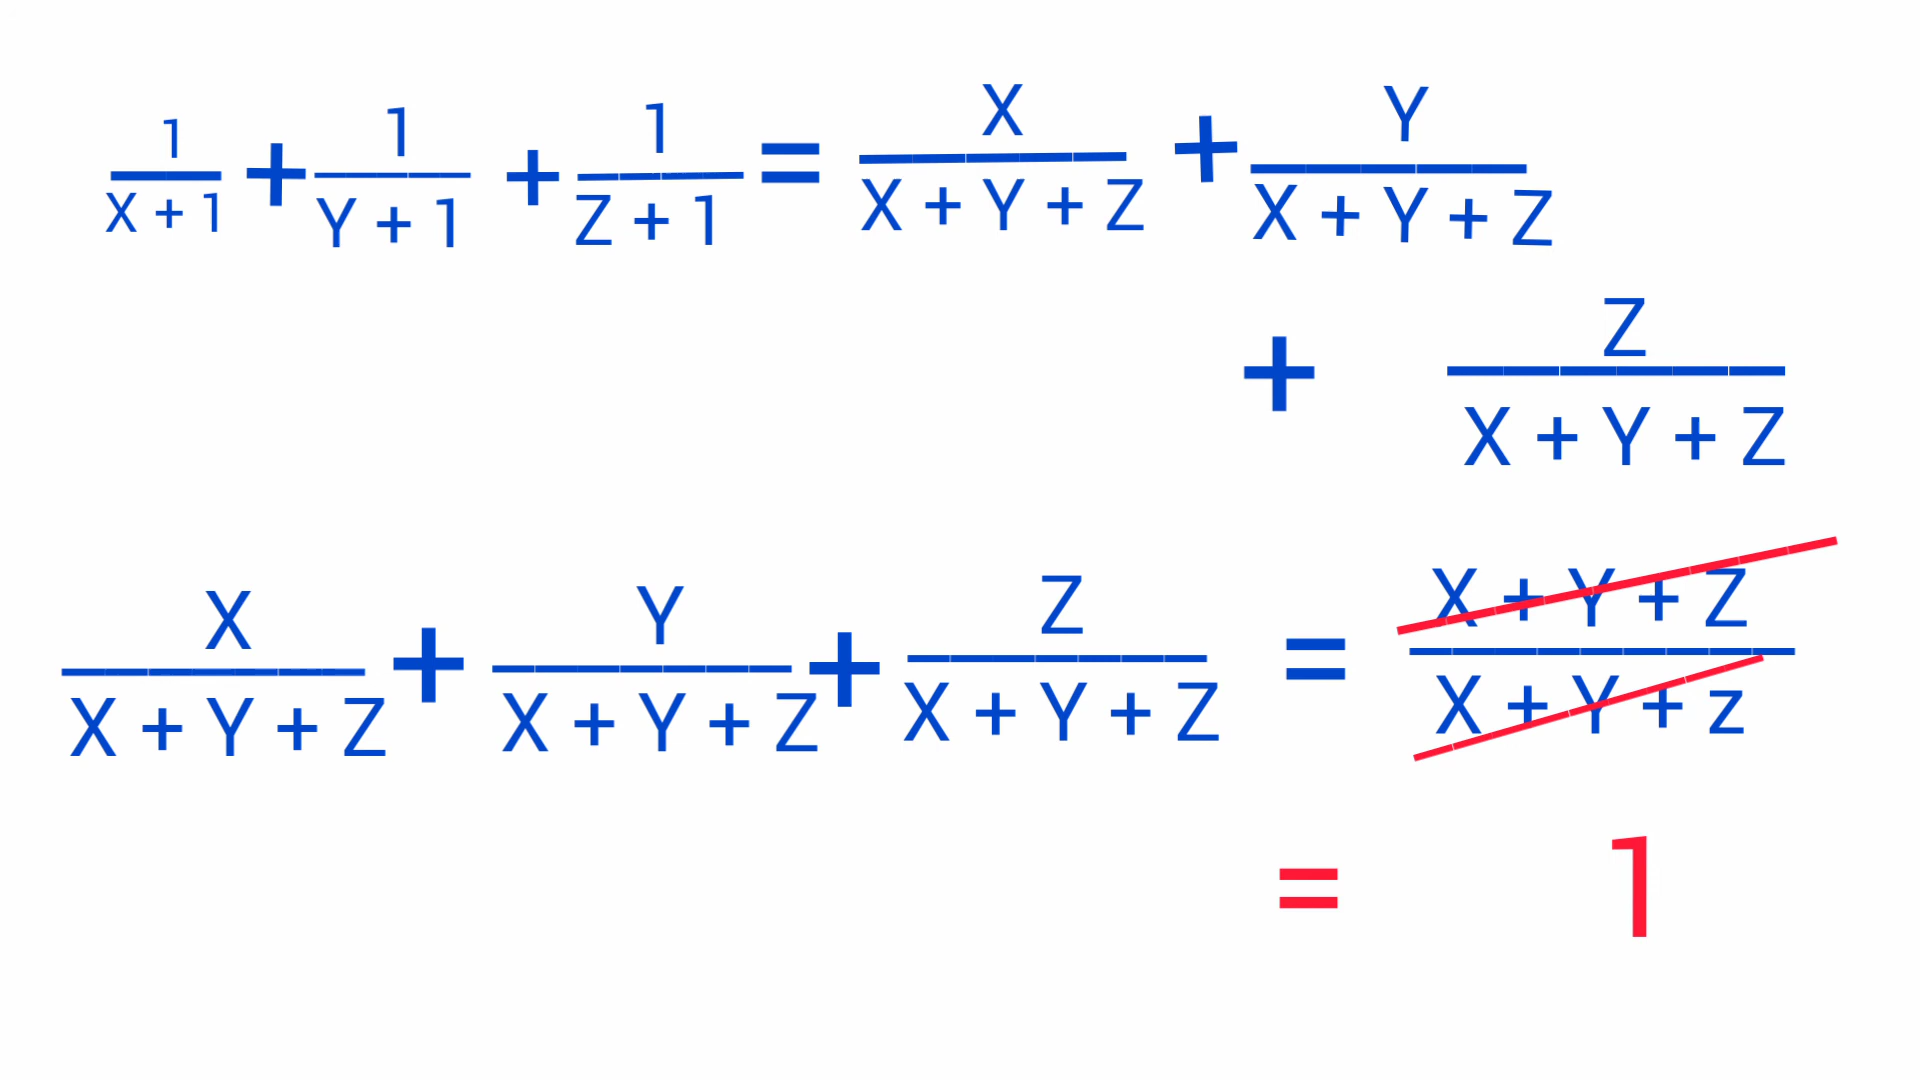 1/(X + 1) + 1/(Y + 1) + 1/(Z + 1) = X/(X + Y + Z) + Y/(X + Y + Z)
+ Z/(X + Y + Z)
X/(X + Y + Z) + Y/(X + Y + Z) + Z/(X + Y + Z) = (X + Y + Z)/(X + Y + z)
= 1